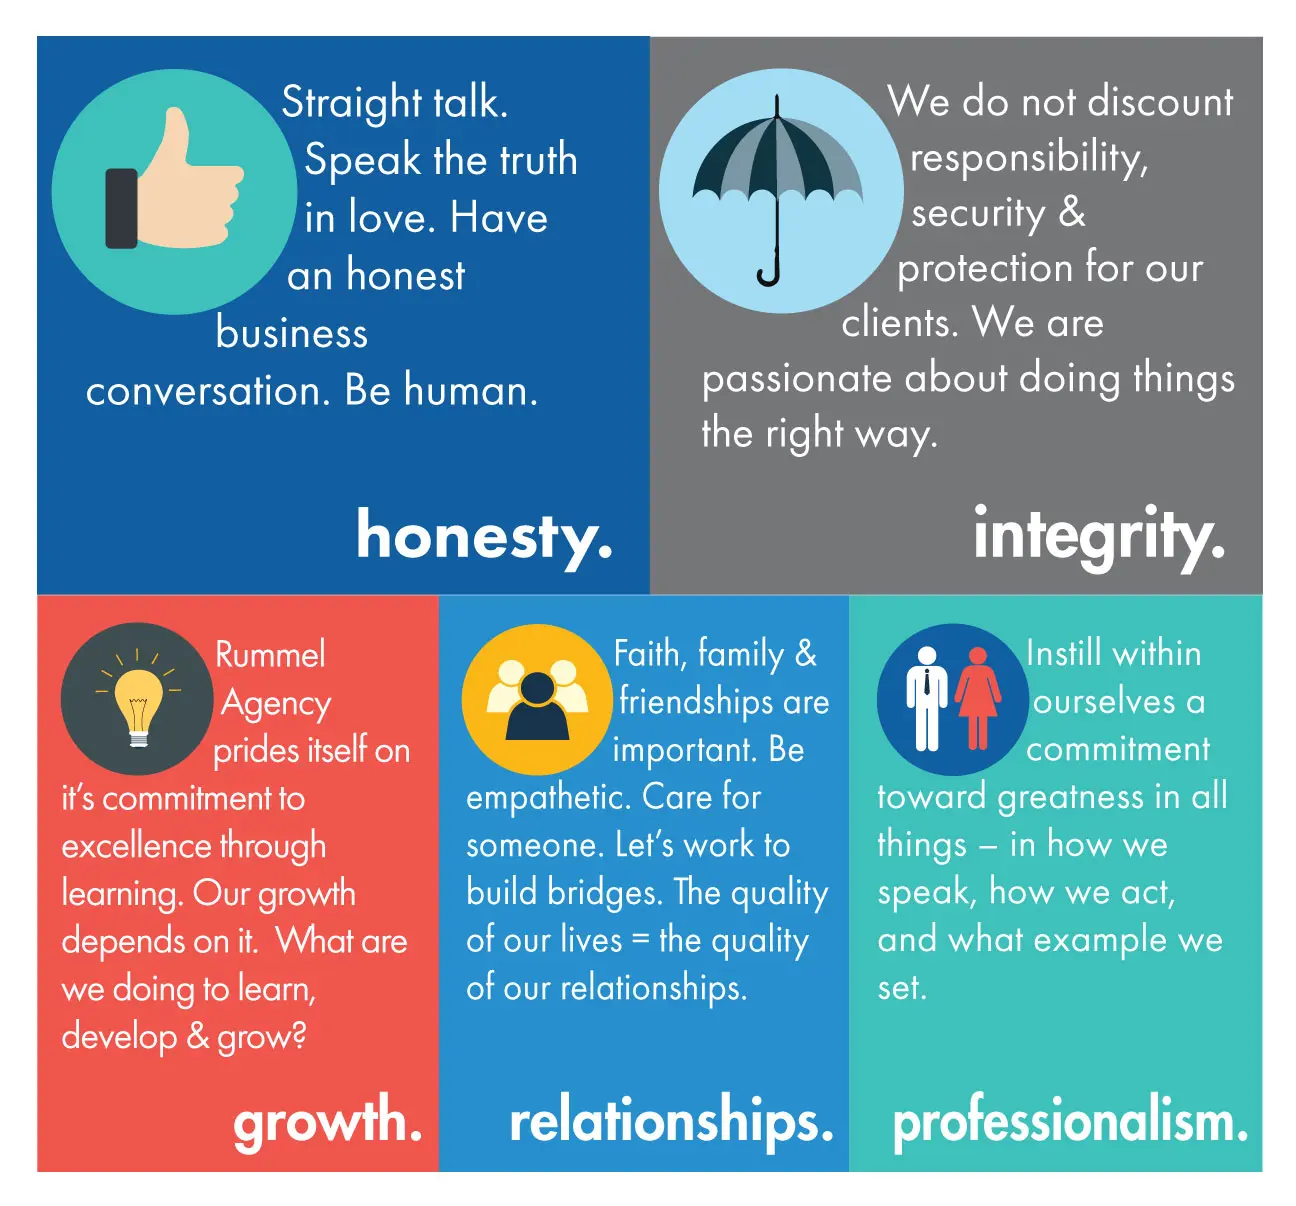 Straight talk.
Speak the truth
in love. Have
an honest
business
conversation. Be human.
honesty.
We do not discount
responsibility,
security &
protection for our
clients. We are
passionate about doing things
the right way.
integrity.
Rummel
Agency
prides itself on
it's commitment to
excellence through
learning. Our growth
depends on it.  What are
we doing to learn,
develop & grow?
growth.
Faith, family &
friendships are
important. Be
empathetic. Care for
someone. Let's work to
build bridges. The quality
of our lives = the quality
of our relationships.
relationships.
Instill within
ourselves a
commitment
toward greatness in all
things – in how we
speak, how we act,
and what example we
set.
professionalism.